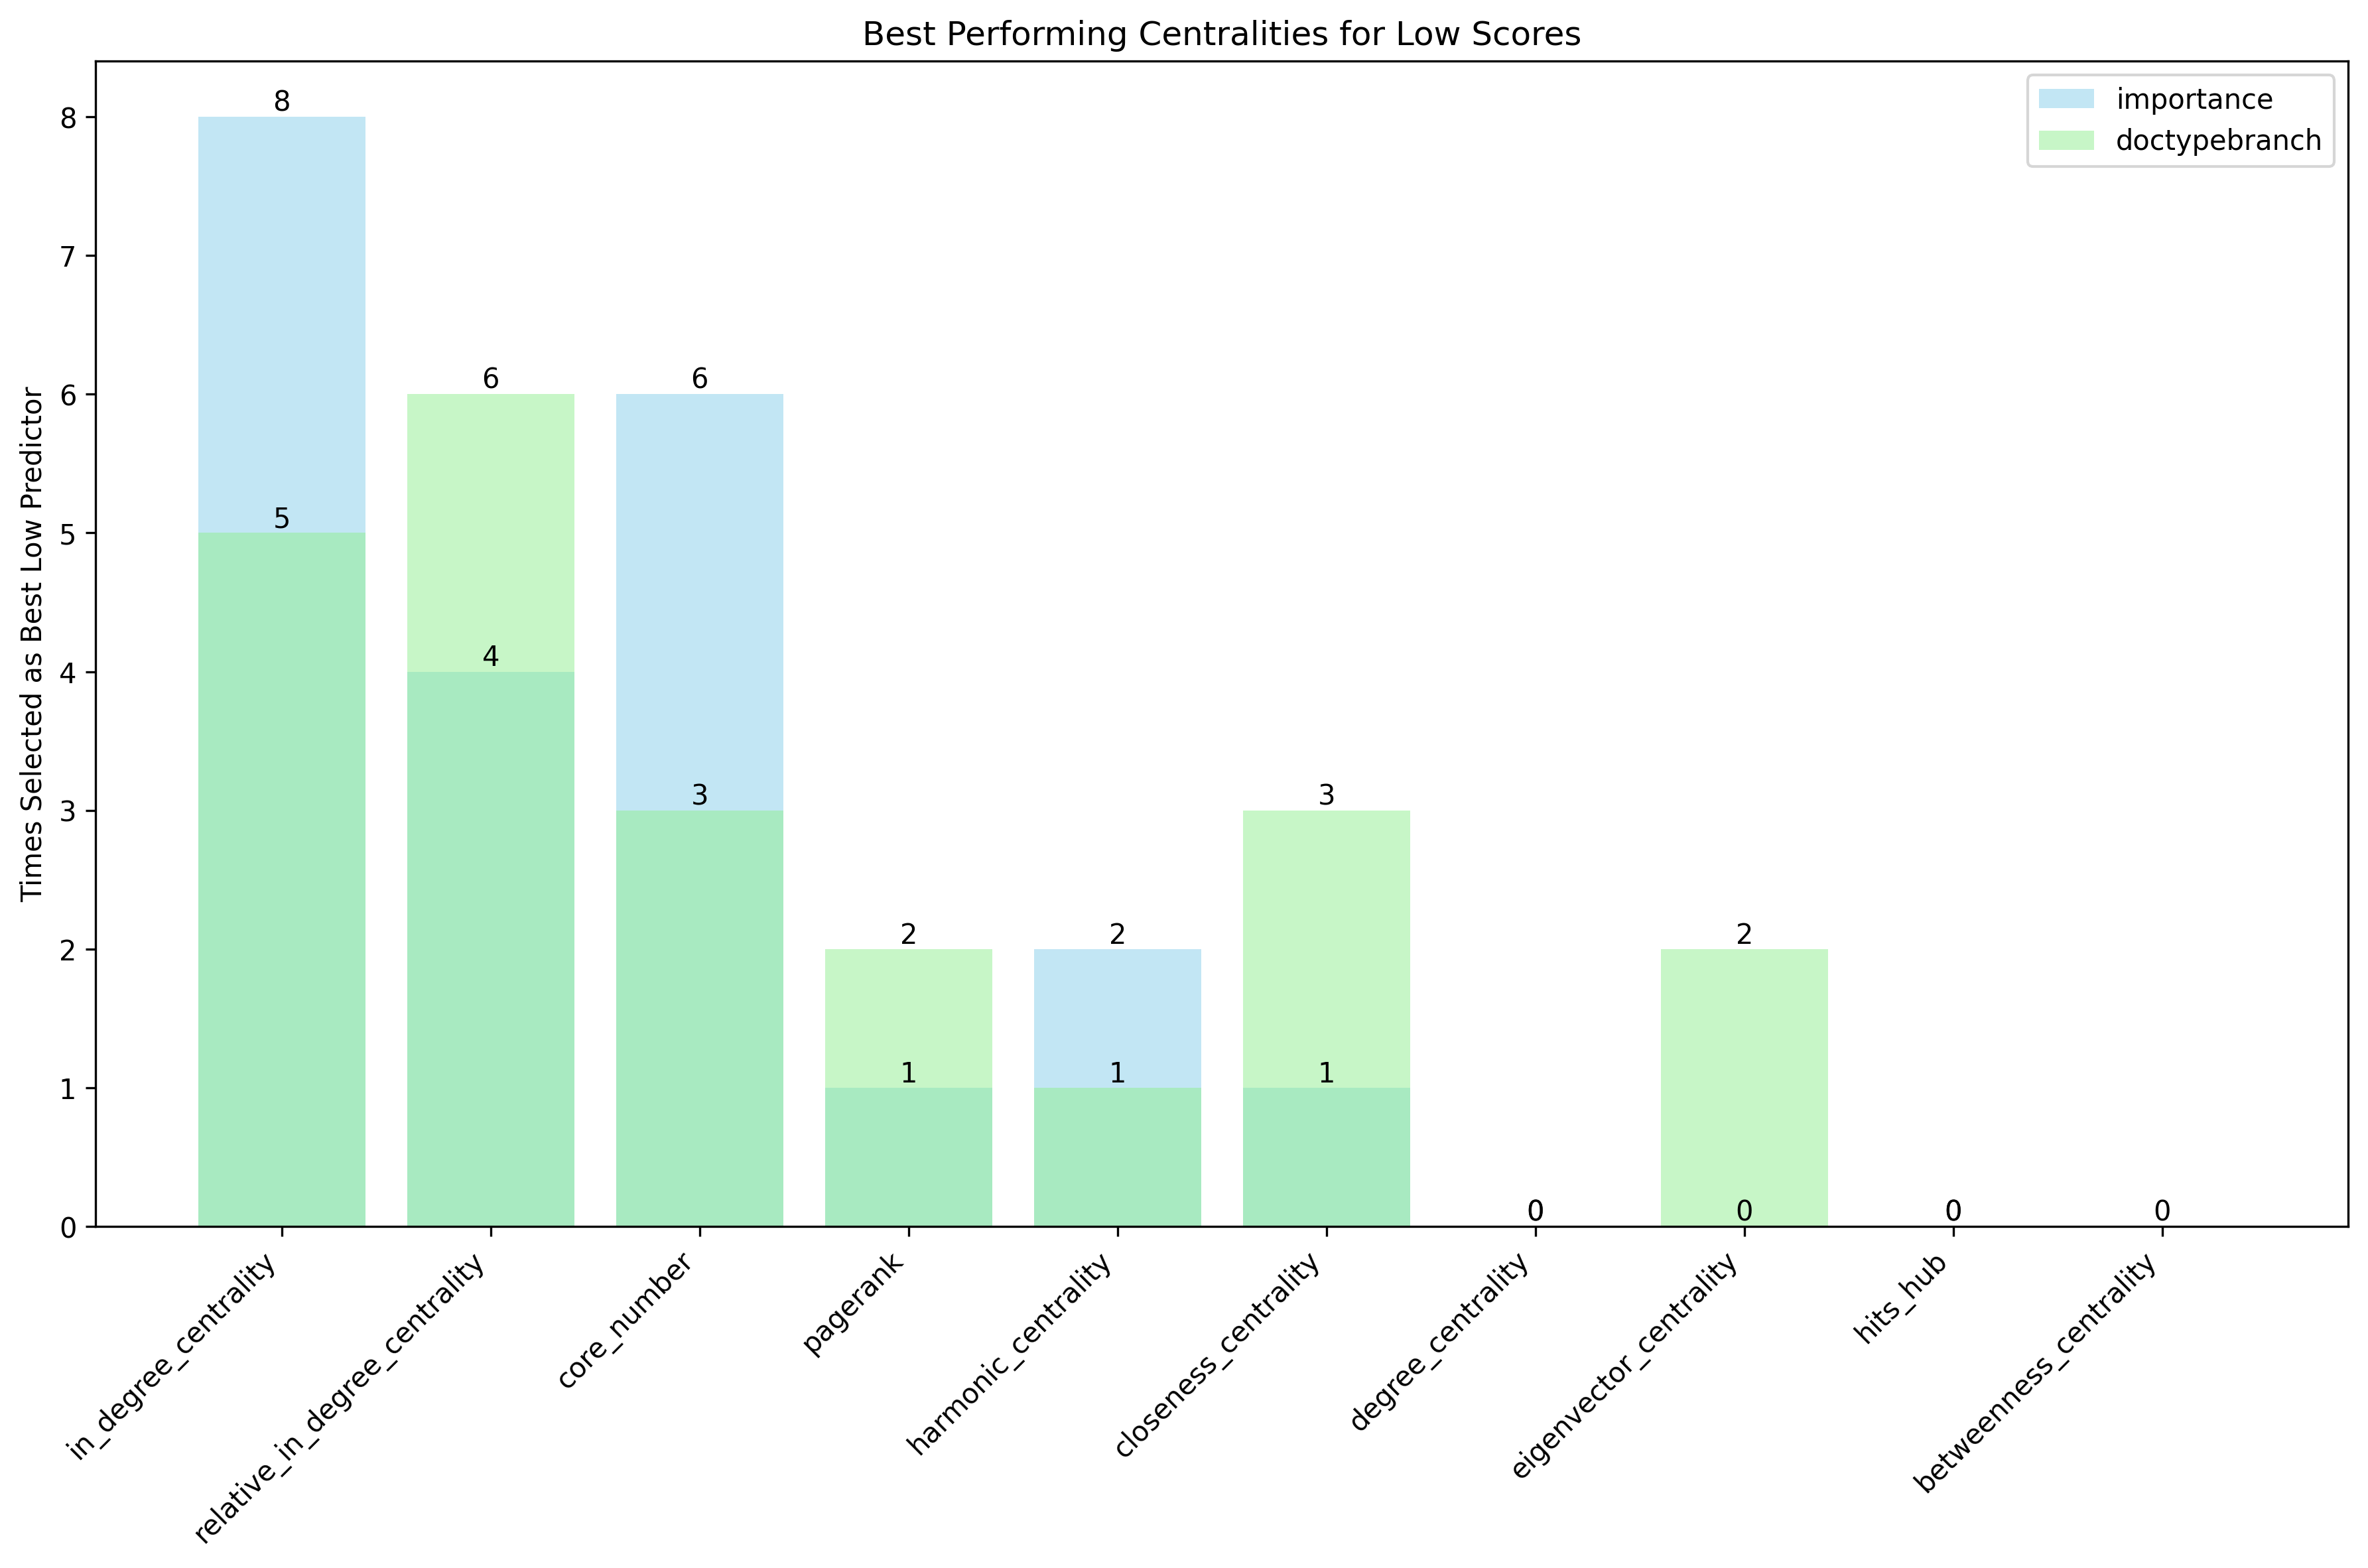 Best Performing Centralities for Low Scores
importance
doctypebranch
Times Selected as Best Low Predictor
8
7
6
5
4
3
2
1
0
8
5
6
4
6
3
2
1
2
1
3
1
0
2
0
0
0
in_degree_centrality
relative_in_degree_centrality
core_number
pagerank
harmonic_centrality
closeness_centrality
degree_centrality
eigenvector_centrality
hits_hub
betweenness_centrality